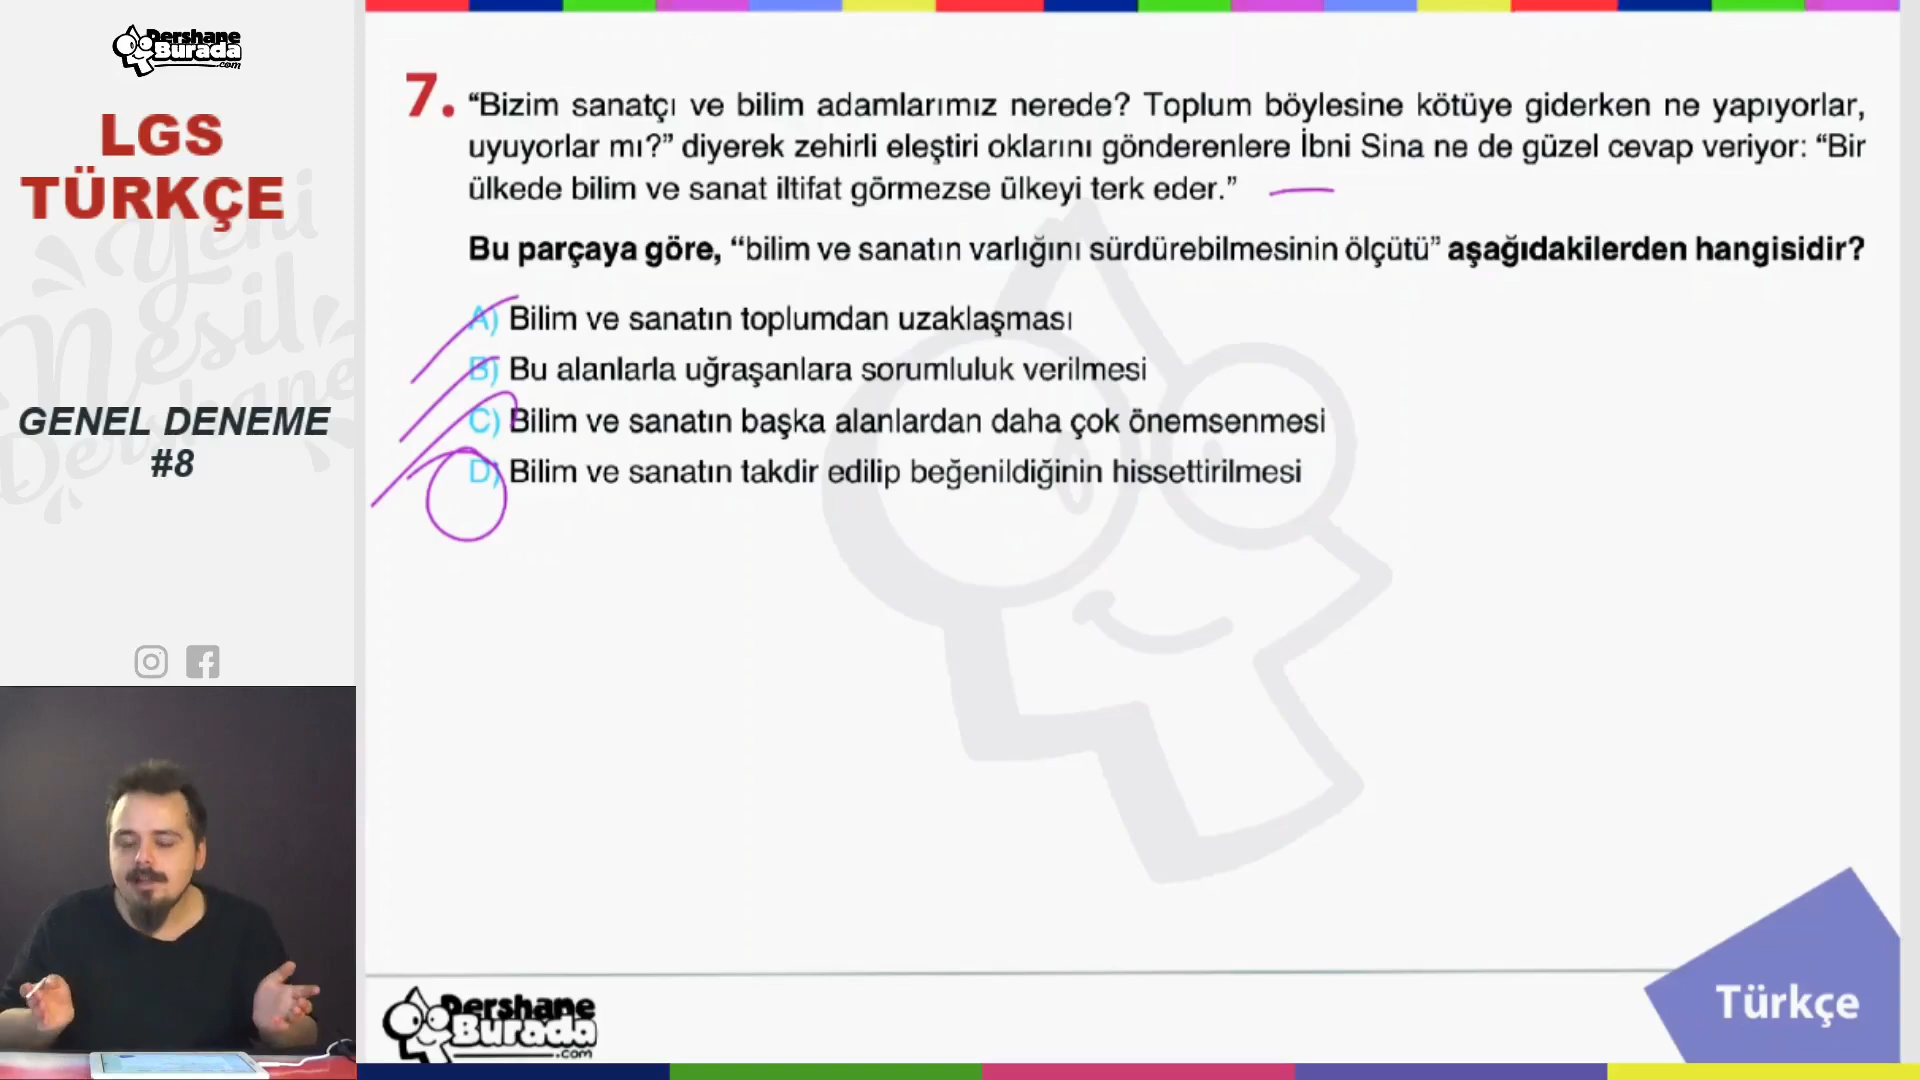 Dershane
Burada
.com
LGS
TÜRKÇE
Yeni
Nesil
Dershane
GENEL DENEME
#8
7. “Bizim sanatçı ve bilim adamlarımız nerede? Toplum böylesine kötüye giderken ne yapıyorlar,
uyuyorlar mı?” diyerek zehirli eleştiri oklarını gönderenlere İbni Sina ne de güzel cevap veriyor: “Bir
ülkede bilim ve sanat iltifat görmezse ülkeyi terk eder.”
Bu parçaya göre, “bilim ve sanatın varlığını sürdürebilmesinin ölçütü” aşağıdakilerden hangisidir?
A) Bilim ve sanatın toplumdan uzaklaşması
B) Bu alanlarla uğraşanlara sorumluluk verilmesi
C) Bilim ve sanatın başka alanlardan daha çok önemsenmesi
D) Bilim ve sanatın takdir edilip beğenildiğinin hissettirilmesi
Dershane
Burada
.com
Türkçe